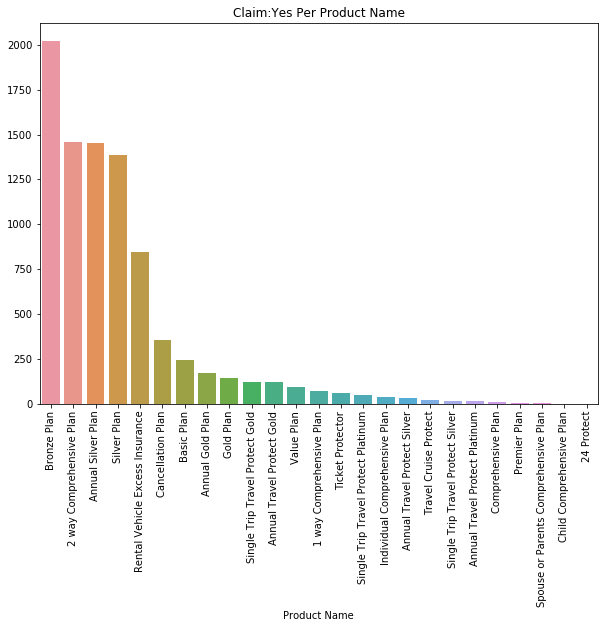 Claim:Yes Per Product Name
2000
1750
1500
1250
1000
750
500
250
0
Bronze Plan
2 way Comprehensive Plan
Annual Silver Plan
Silver Plan
Rental Vehicle Excess Insurance
Cancellation Plan
Basic Plan
Annual Gold Plan
Gold Plan
Single Trip Travel Protect Gold
Annual Travel Protect Gold
Value Plan
1 way Comprehensive Plan
Ticket Protector
Single Trip Travel Protect Platinum
Individual Comprehensive Plan
Annual Travel Protect Silver
Travel Cruise Protect
Single Trip Travel Protect Silver
Annual Travel Protect Platinum
Comprehensive Plan
Premier Plan
Spouse or Parents Comprehensive Plan
Child Comprehensive Plan
24 Protect
Product Name